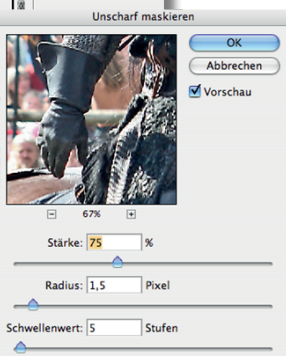 Unscharf maskieren
OK
Abbrechen
Vorschau
67%
Stärke: 75 %
Radius: 1,5 Pixel
Schwellenwert: 5 Stufen